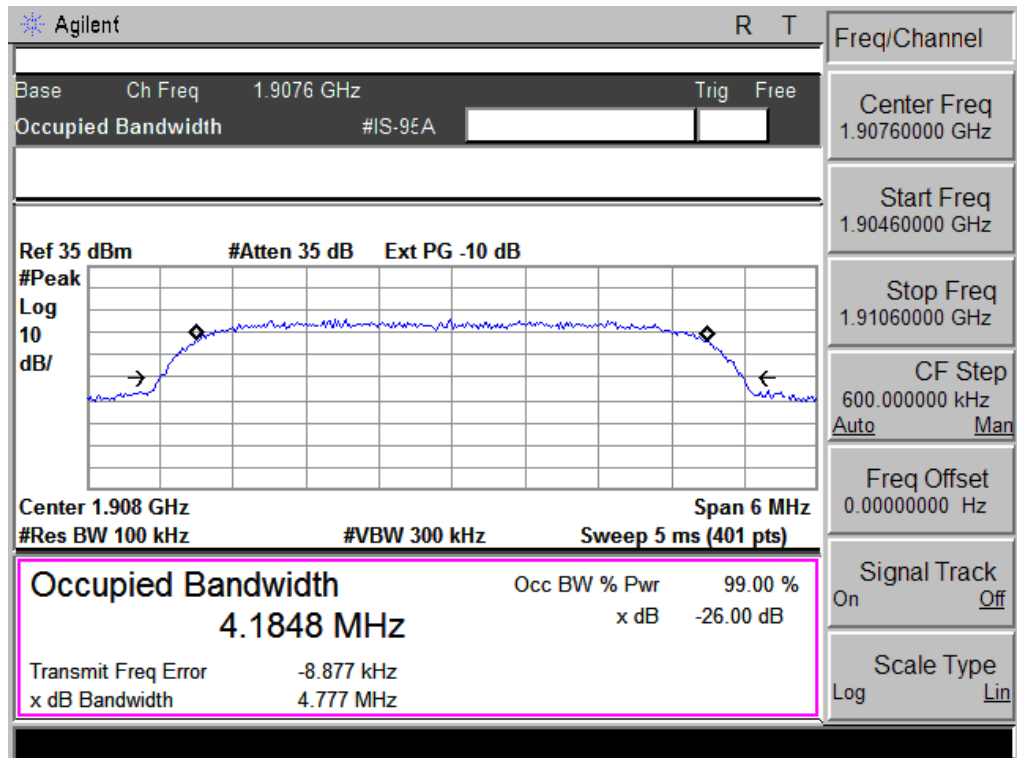 Agilent R T
Base Ch Freq 1.9076 GHz Trig Free
Occupied Bandwidth #IS-95A
Ref 35 dBm #Atten 35 dB Ext PG -10 dB
#Peak
Log
10
dB/
Center 1.908 GHz Span 6 MHz
#Res BW 100 kHz #VBW 300 kHz Sweep 5 ms (401 pts)
Occupied Bandwidth Occ BW % Pwr 99.00 %
4.1848 MHz x dB -26.00 dB
Transmit Freq Error -8.877 kHz
x dB Bandwidth 4.777 MHz
Freq/Channel
Center Freq
1.90760000 GHz
Start Freq
1.90460000 GHz
Stop Freq
1.91060000 GHz
CF Step
600.000000 kHz
Auto Man
Freq Offset
0.00000000 Hz
Signal Track
On Off
Scale Type
Log Lin